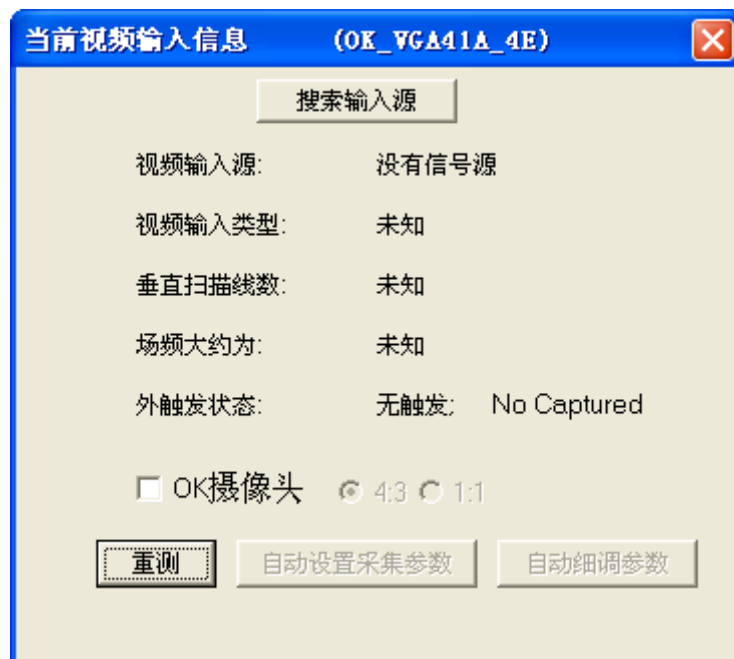 当前视频输入信息 (OK_VGA41A_4E)
搜索输入源
视频输入源: 没有信号源
视频输入类型: 未知
垂直扫描线数: 未知
场频大约为: 未知
外触发状态: 无触发; No Captured
OK摄像头 4:3 1:1
重测 自动设置采集参数 自动细调参数